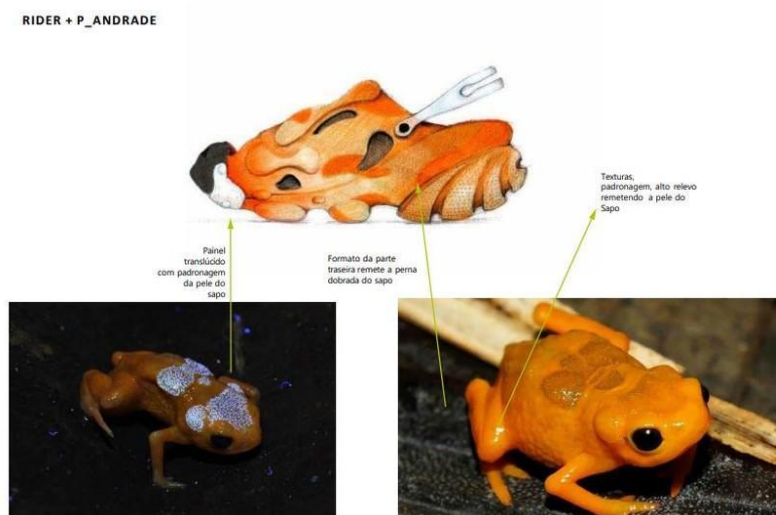 RIDER + P_ANDRADE
Texturas,
padronagem, alto relevo
remetendo a pele do
Sapo
Painel
translúcido
com padronagem
da pele do
sapo
Formato da parte
traseira remete a perna
dobrada do sapo